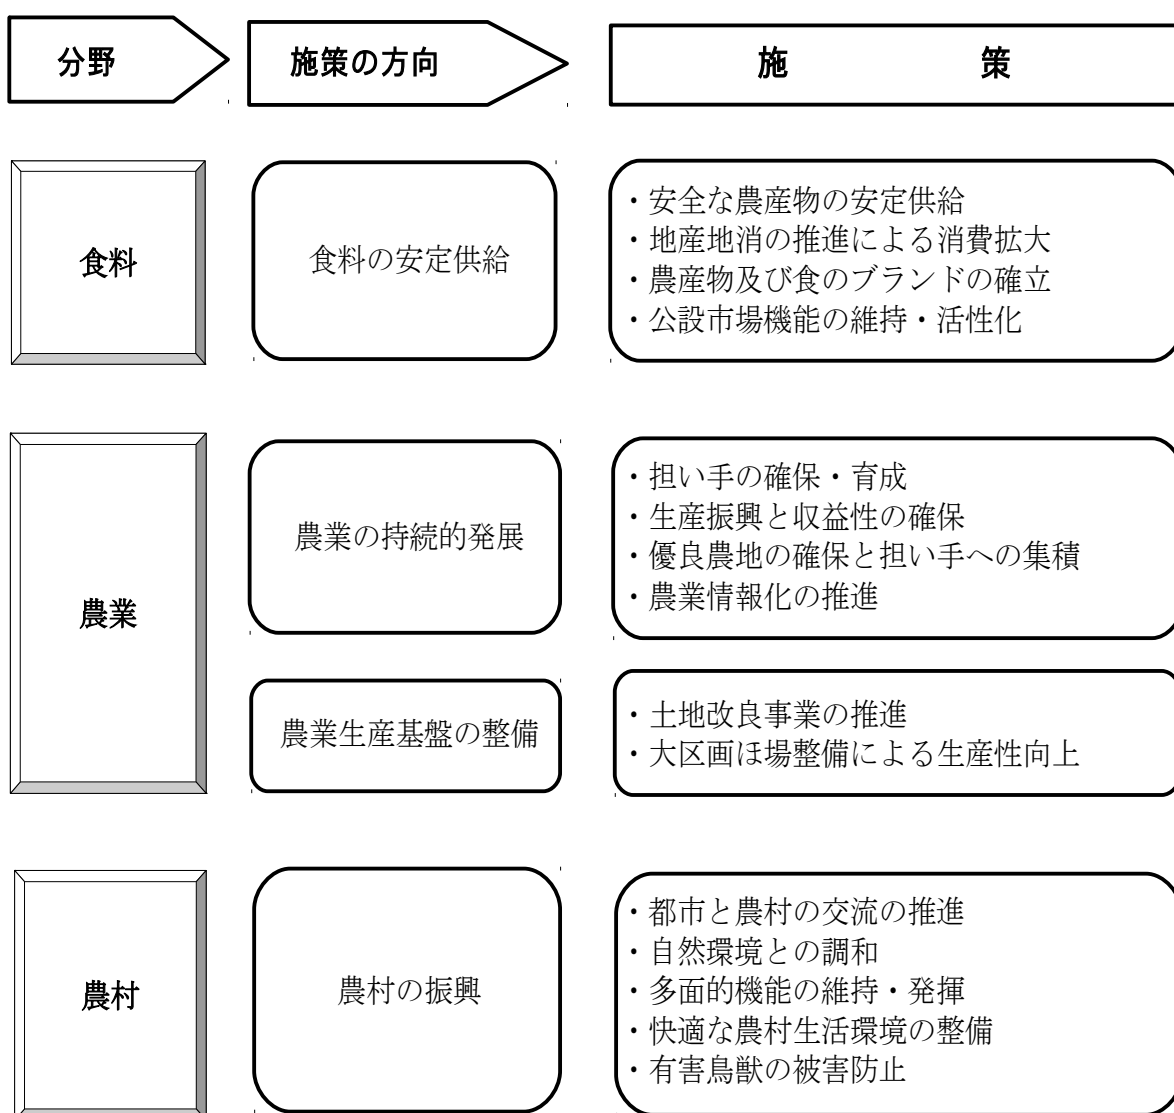 分野
施策の方向
施 策
食料
食料の安定供給
・安全な農産物の安定供給
・地産地消の推進による消費拡大
・農産物及び食のブランドの確立
・公設市場機能の維持・活性化
農業
農業の持続的発展
・担い手の確保・育成
・生産振興と収益性の確保
・優良農地の確保と担い手への集積
・農業情報化の推進
農業生産基盤の整備
・土地改良事業の推進
・大区画ほ場整備による生産性向上
農村
農村の振興
・都市と農村の交流の推進
・自然環境との調和
・多面的機能の維持・発揮
・快適な農村生活環境の整備
・有害鳥獣の被害防止